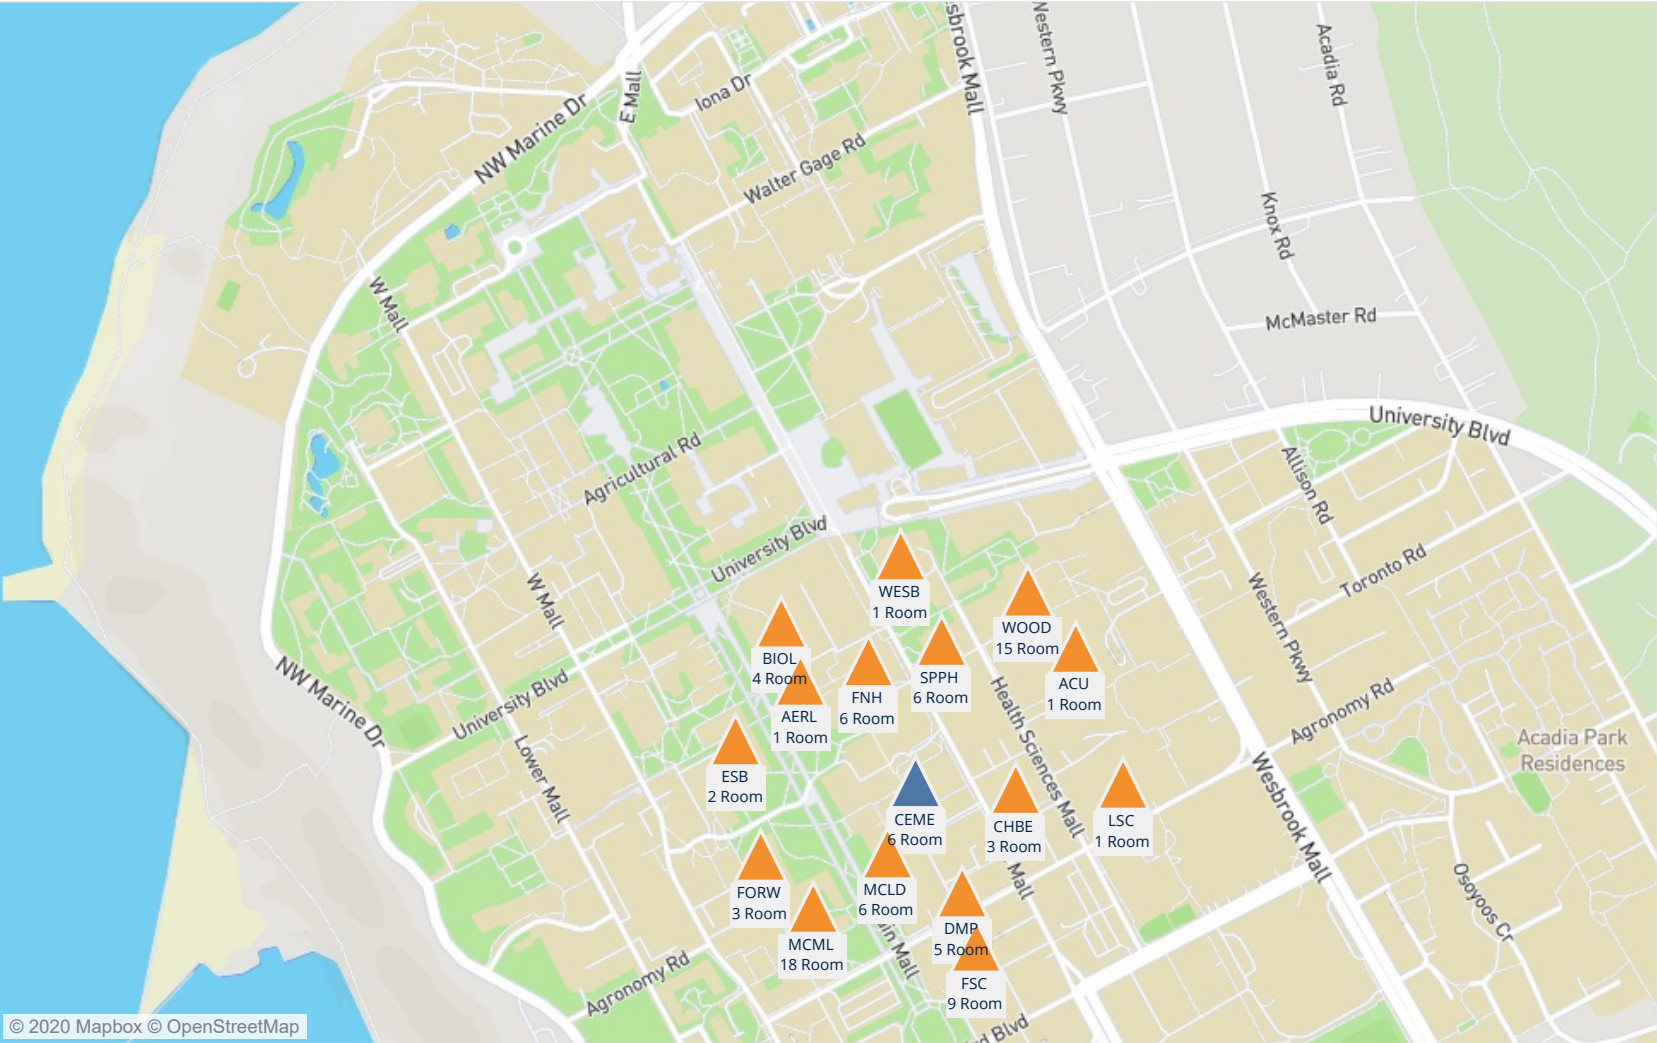 sbrook Mall
Western Pkwy
Acadia Rd
E Mall
Iona Dr
NW Marine Dr
Walter Gage Rd
Knox Rd
W Mall
McMaster Rd
University Blvd
Agricultural Rd
Allison Rd
University Blvd
Toronto Rd
W Mall
Western Pkwy
WESB
1 Room
WOOD
15 Room
BIOL
4 Room
SPPH
6 Room
ACU
1 Room
FNH
6 Room
AERL
1 Room
NW Marine Dr
University Blvd
Health Sciences Mall
Agronomy Rd
Acadia Park
Residences
Lower Mall
ESB
2 Room
Wesbrook Mall
CEME
6 Room
CHBE
3 Room
LSC
1 Room
FORW
3 Room
MCLD
6 Room
Mall
Osoyoos Cr
MCML
18 Room
DMP
5 Room
in Mall
Agronomy Rd
FSC
9 Room
rd Blvd
© 2020 Mapbox © OpenStreetMap